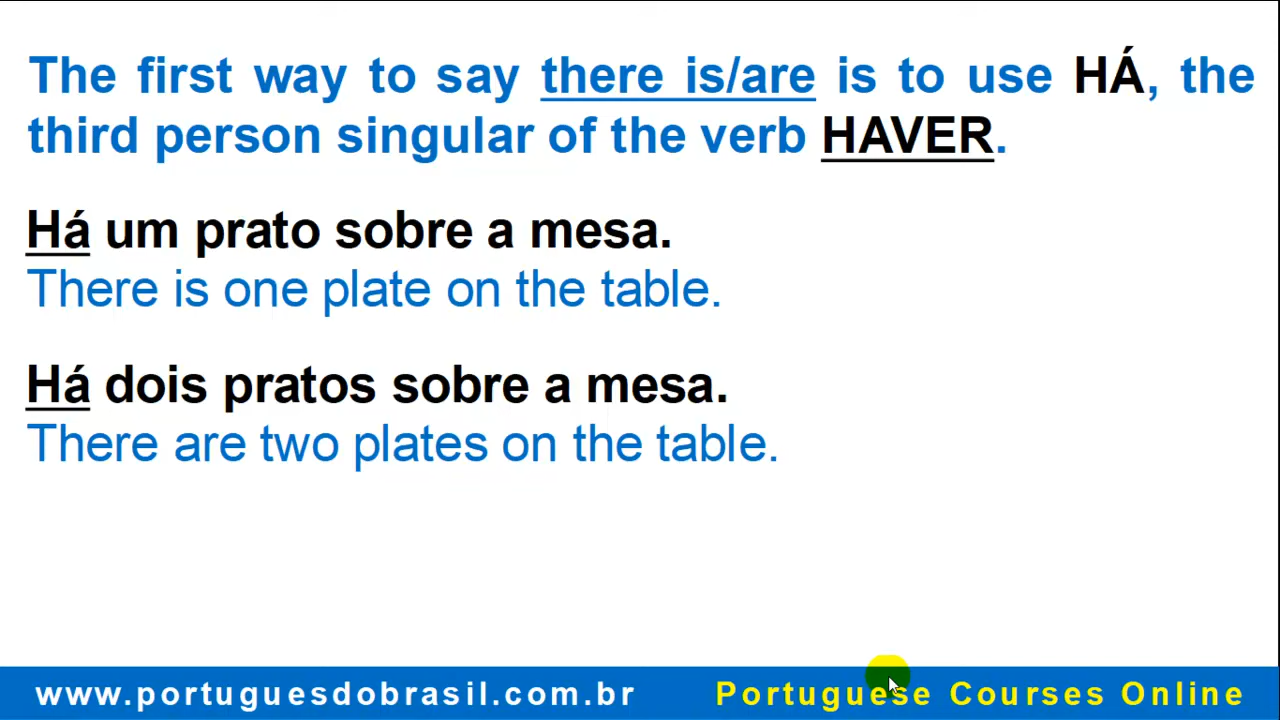 The first way to say there is/are is to use HÁ, the
third person singular of the verb HAVER.
Há um prato sobre a mesa.
There is one plate on the table.
Há dois pratos sobre a mesa.
There are two plates on the table.
www.portuguesdobrasil.com.br Portuguese Courses Online